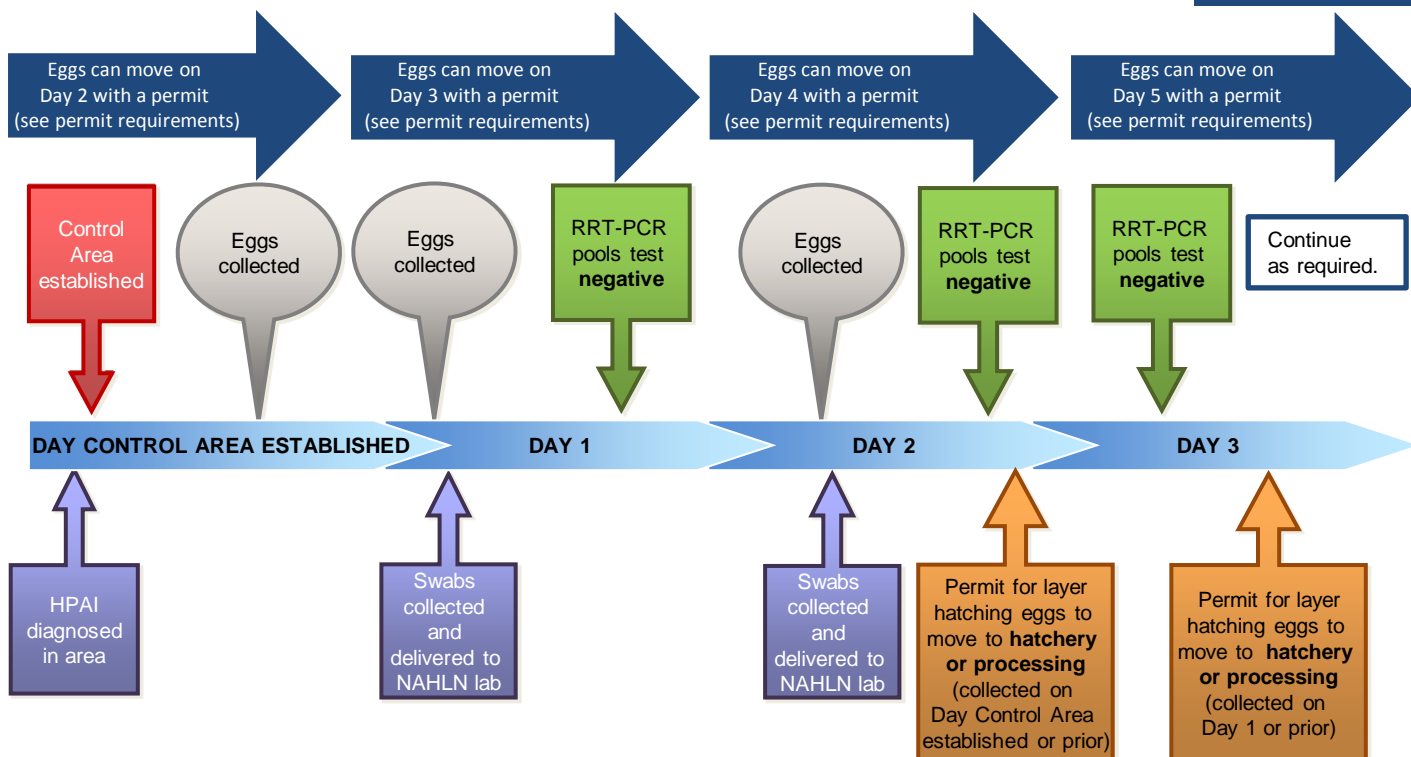 Eggs can move on
Day 2 with a permit
(see permit requirements)
Eggs can move on
Day 3 with a permit
(see permit requirements)
Eggs can move on
Day 4 with a permit
(see permit requirements)
Eggs can move on
Day 5 with a permit
(see permit requirements)
Control
Area
established
Eggs
collected
Eggs
collected
RRT-PCR
pools test
negative
Eggs
collected
RRT-PCR
pools test
negative
RRT-PCR
pools test
negative
Continue
as required.
DAY CONTROL AREA ESTABLISHED
DAY 1
DAY 2
DAY 3
HPAI
diagnosed
in area
Swabs
collected
and
delivered to
NAHLN lab
Swabs
collected
and
delivered to
NAHLN lab
Permit for layer
hatching eggs to
move to hatchery
or processing
(collected on
Day Control Area
established or prior)
Permit for layer
hatching eggs to
move to hatchery
or processing
(collected on
Day 1 or prior)